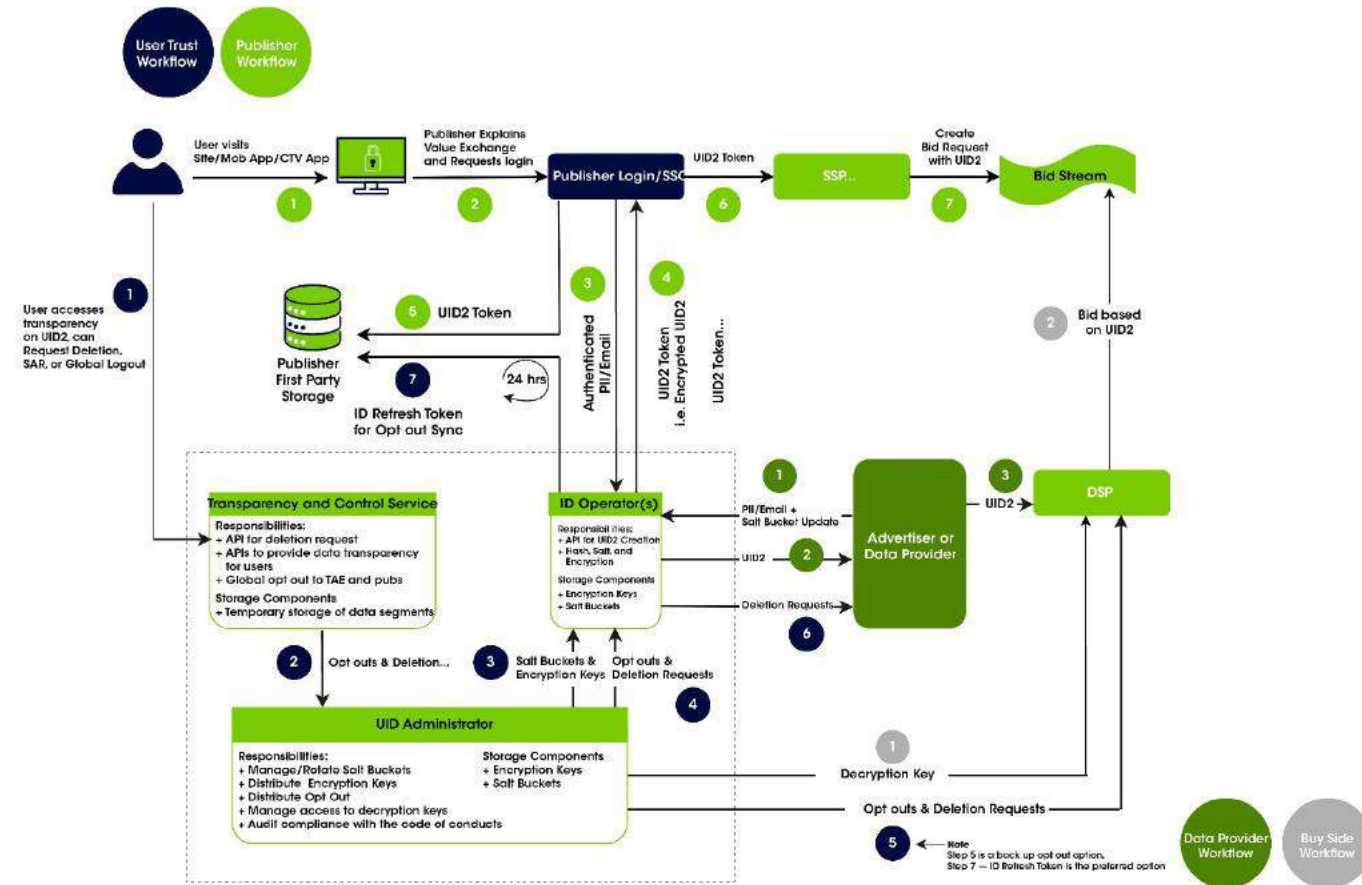 User Trust
Workflow
Publisher
Workflow
User visits
Site/Mob App/CTV App
1
Publisher Explains
Value Exchange
and Requests login
2
Publisher Login/SSO
UID2 Token
6
SSP...
Create
Bid Request
with UID2
7
Bid Stream
1
User accesses
transparency
on UID2, can
Request Deletion,
SAR, or Global Logout
Publisher
First Party
Storage
5
UID2 Token
7
24 hrs
ID Refresh Token
for Opt out Sync
3
Authenticated
PII/Email
4
UID2 Token
i.e. Encrypted UID2
UID2 Token...
2
Bid based
on UID2
Transparency and Control Service
Responsibilities:
+ API for deletion request
+ APIs to provide data transparency
for users
+ Global opt out to TAE and pubs
Storage Components
+ Temporary storage of data segments
ID Operator(s)
Responsibilities:
+ API for UID2 Creation
+ Hash, Salt, and
Encryption
Storage Components
+ Encryption Keys
+ Salt Buckets
1
PII/Email +
Salt Bucket Update
UID2
2
Deletion Requests
6
Advertiser or
Data Provider
3
UID2
DSP
2
Opt outs & Deletion...
3
Salt Buckets &
Encryption Keys
Opt outs &
Deletion Requests
4
UID Administrator
Responsibilities:
+ Manage/Rotate Salt Buckets
+ Distribute Encryption Keys
+ Distribute Opt Out
+ Manage access to decryption keys
+ Audit compliance with the code of conducts
Storage Components
+ Encryption Keys
+ Salt Buckets
1
Decryption Key
Opt outs & Deletion Requests
5
Note
Step 5 is a back up opt out option.
Step 7 — ID Refresh Token is the preferred option
Data Provider
Workflow
Buy Side
Workflow